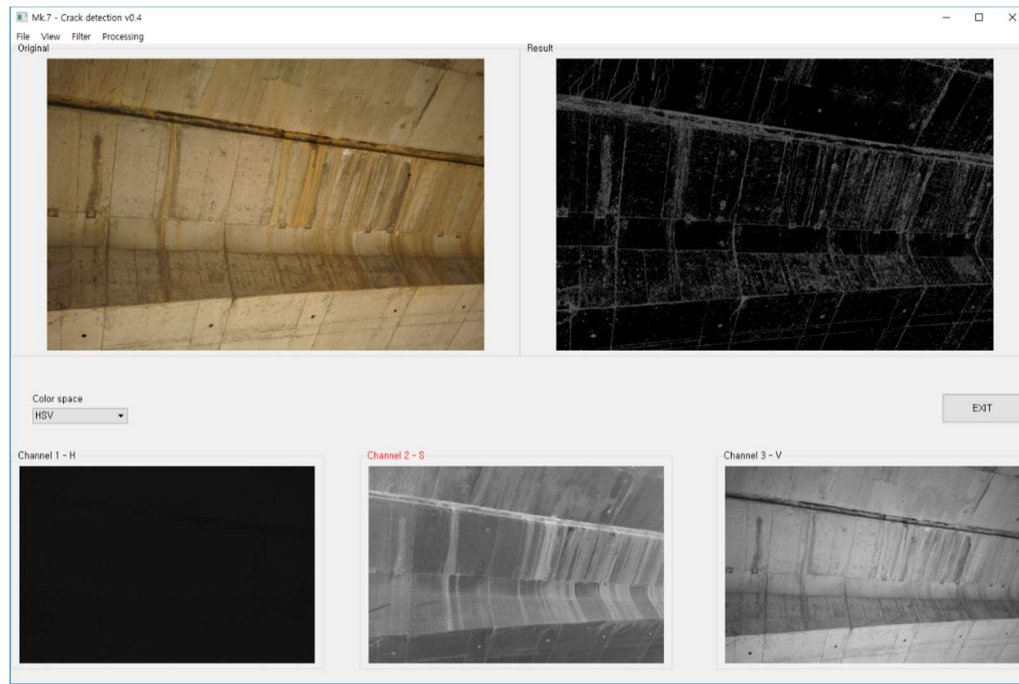 Mk.7 - Crack detection v0.4
File View Filter Processing
Original
Result
Color space
HSV
EXIT
Channel 1 - H
Channel 2 - S
Channel 3 - V